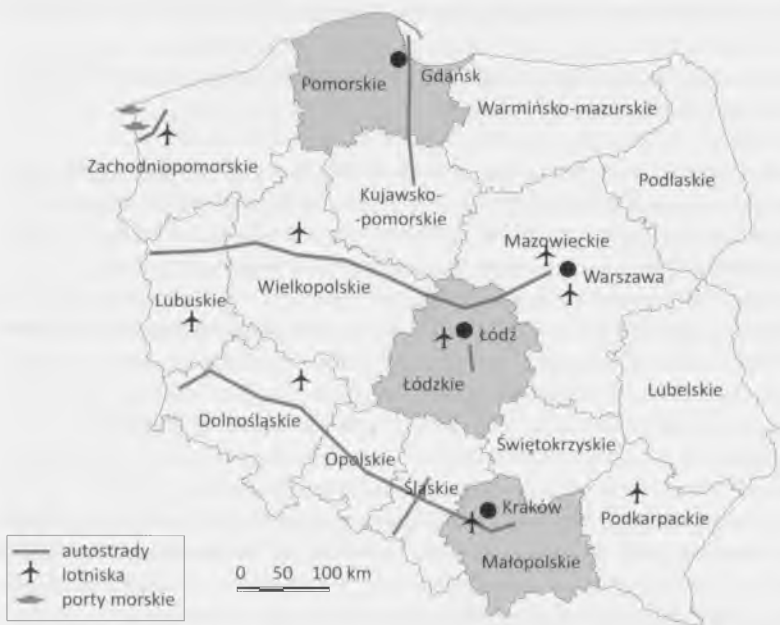 Pomorskie
Gdańsk
Warmińsko-mazurskie
Zachodniopomorskie
Podlaskie
Kujawsko-
-pomorskie
Mazowieckie
Warszawa
Wielkopolskie
Lubuskie
Łódź
Łódzkie
Lubelskie
Dolnośląskie
Świętokrzyskie
Opolskie
Śląskie
Kraków
Podkarpackie
Małopolskie
autostrady
lotniska
porty morskie
0 50 100 km